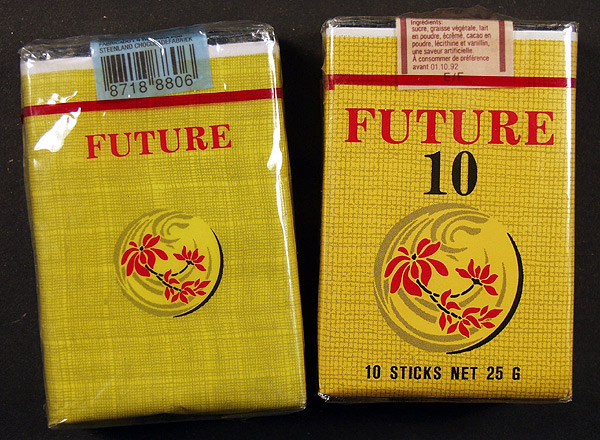 STEENLAND CHOCOLADEFABRIEK
8718 8806
FUTURE
Ingrédients:
sucre, graisse végétale, lait
en poudre, écrémé, cacao en
poudre, lécithine et vanillin,
une saveur artificielle.
A consommer de préférence
avant 01.10.92
FUTURE
10
10 STICKS NET 25 G